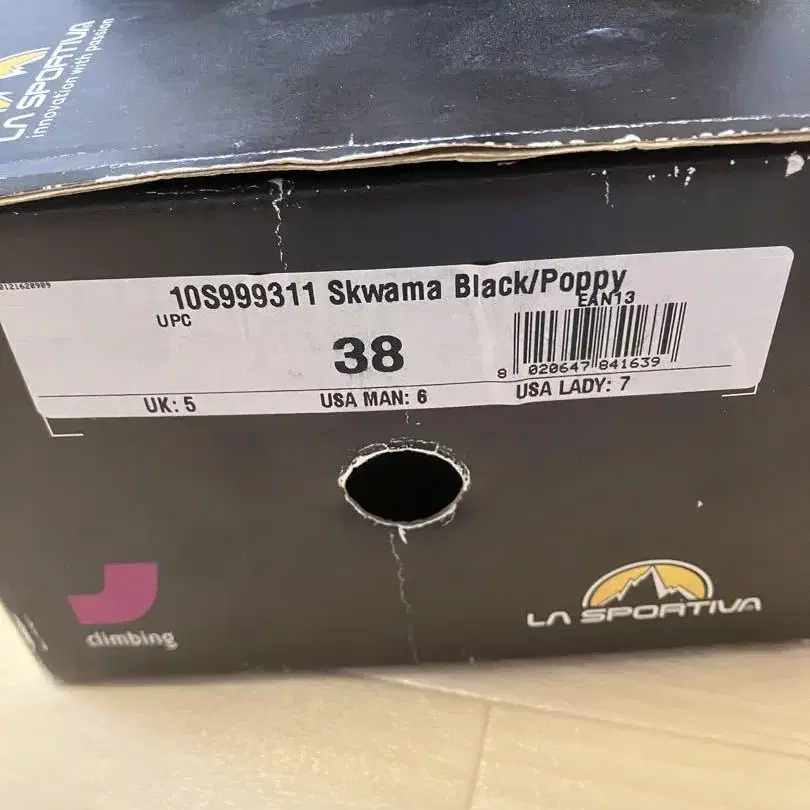 LA SPORTIVA
innovation with passion
10S999311 Skwama Black/Poppy
UPC
EAN13
38
8 020647 841639
UK: 5 USA MAN: 6 USA LADY: 7
climbing
LA SPORTIVA